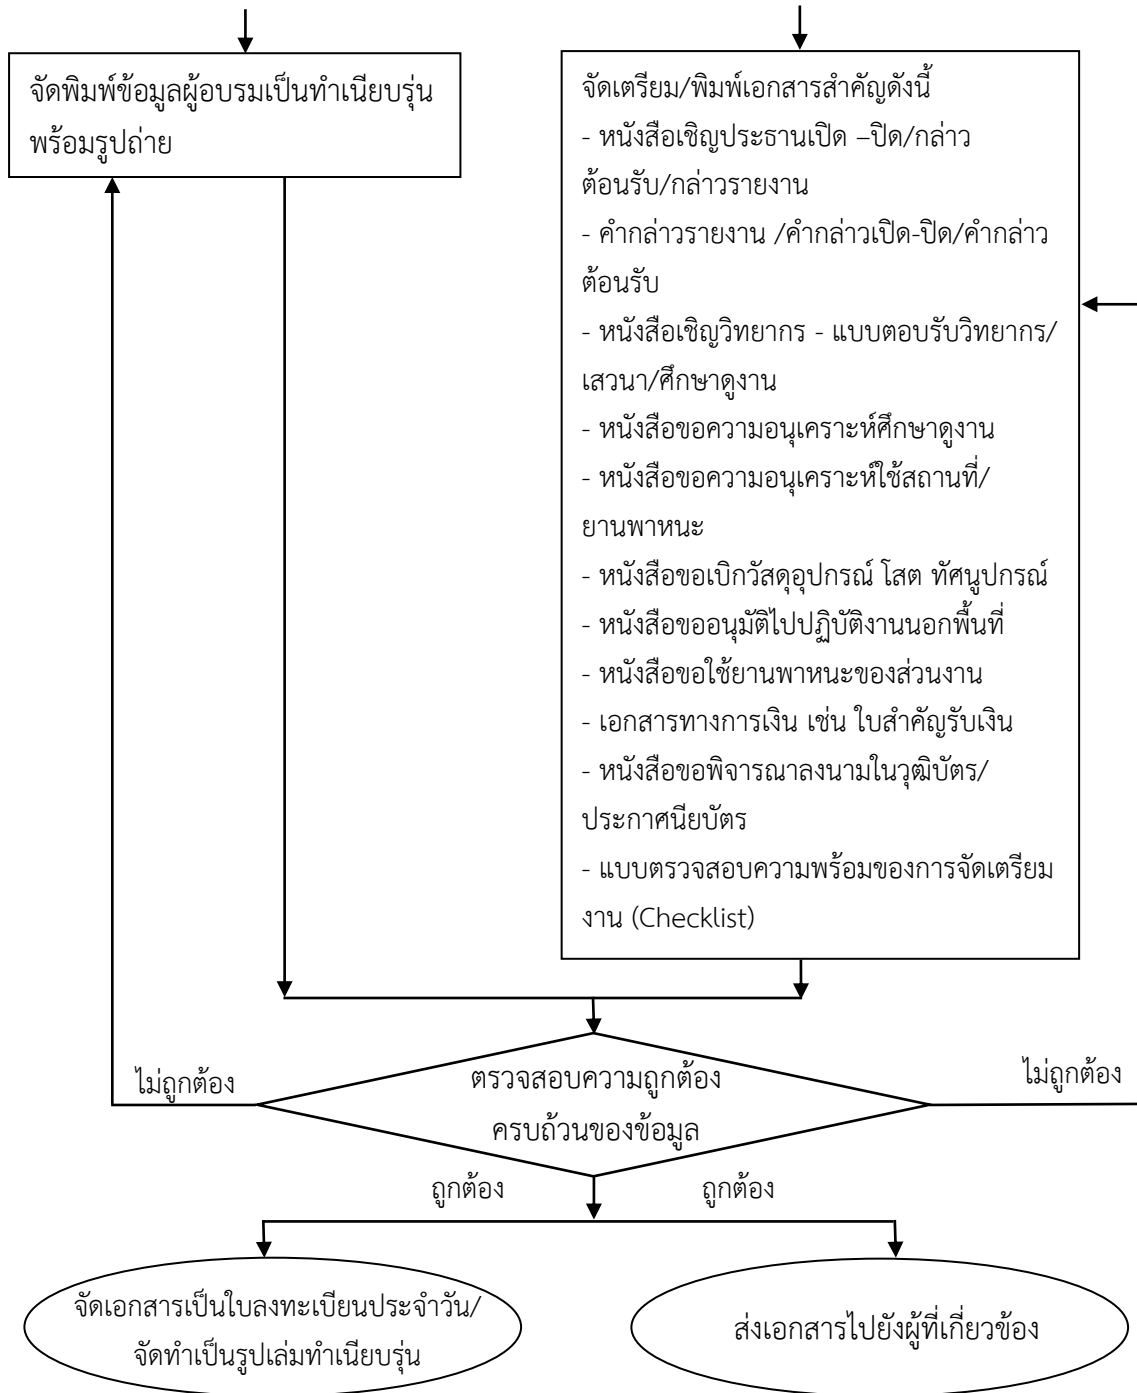 จัดพิมพ์ข้อมูลผู้อบรมเป็นทำเนียบรุ่น
พร้อมรูปถ่าย
จัดเตรียม/พิมพ์เอกสารสำคัญดังนี้
- หนังสือเชิญประธานเปิด –ปิด/กล่าว
ต้อนรับ/กล่าวรายงาน
- คำกล่าวรายงาน /คำกล่าวเปิด-ปิด/คำกล่าว
ต้อนรับ
- หนังสือเชิญวิทยากร - แบบตอบรับวิทยากร/
เสวนา/ศึกษาดูงาน
- หนังสือขอความอนุเคราะห์ศึกษาดูงาน
- หนังสือขอความอนุเคราะห์ใช้สถานที่/
ยานพาหนะ
- หนังสือขอเบิกวัสดุอุปกรณ์ โสต ทัศนูปกรณ์
- หนังสือขออนุมัติไปปฏิบัติงานนอกพื้นที่
- หนังสือขอใช้ยานพาหนะของส่วนงาน
- เอกสารทางการเงิน เช่น ใบสำคัญรับเงิน
- หนังสือขอพิจารณาลงนามในวุฒิบัตร/
ประกาศนียบัตร
- แบบตรวจสอบความพร้อมของการจัดเตรียม
งาน (Checklist)
ไม่ถูกต้อง
ตรวจสอบความถูกต้อง
ครบถ้วนของข้อมูล
ไม่ถูกต้อง
ถูกต้อง
ถูกต้อง
จัดเอกสารเป็นใบลงทะเบียนประจำวัน/
จัดทำเป็นรูปเล่มทำเนียบรุ่น
ส่งเอกสารไปยังผู้ที่เกี่ยวข้อง